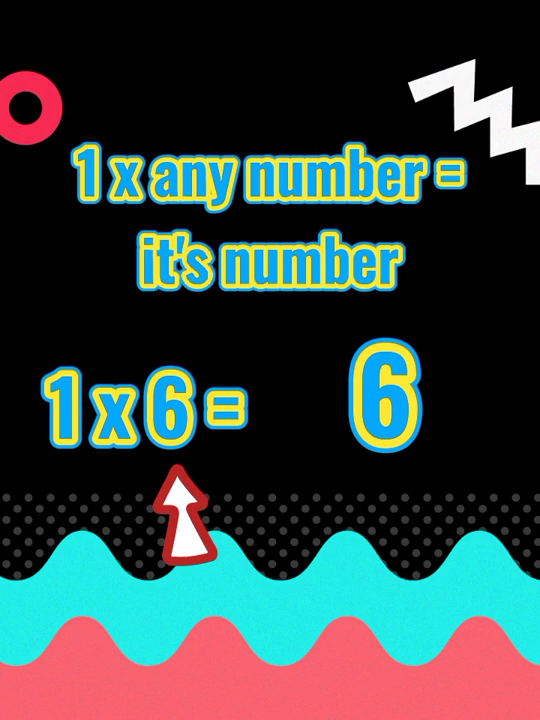 1 x any number =
it's number
1 x 6 = 6